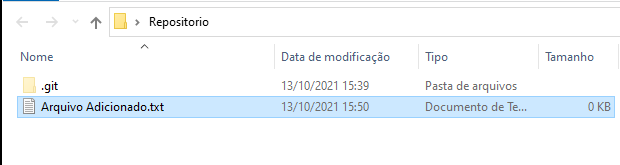 Repositorio
Nome Data de modificação Tipo Tamanho
.git 13/10/2021 15:39 Pasta de arquivos
Arquivo Adicionado.txt 13/10/2021 15:50 Documento de Te... 0 KB